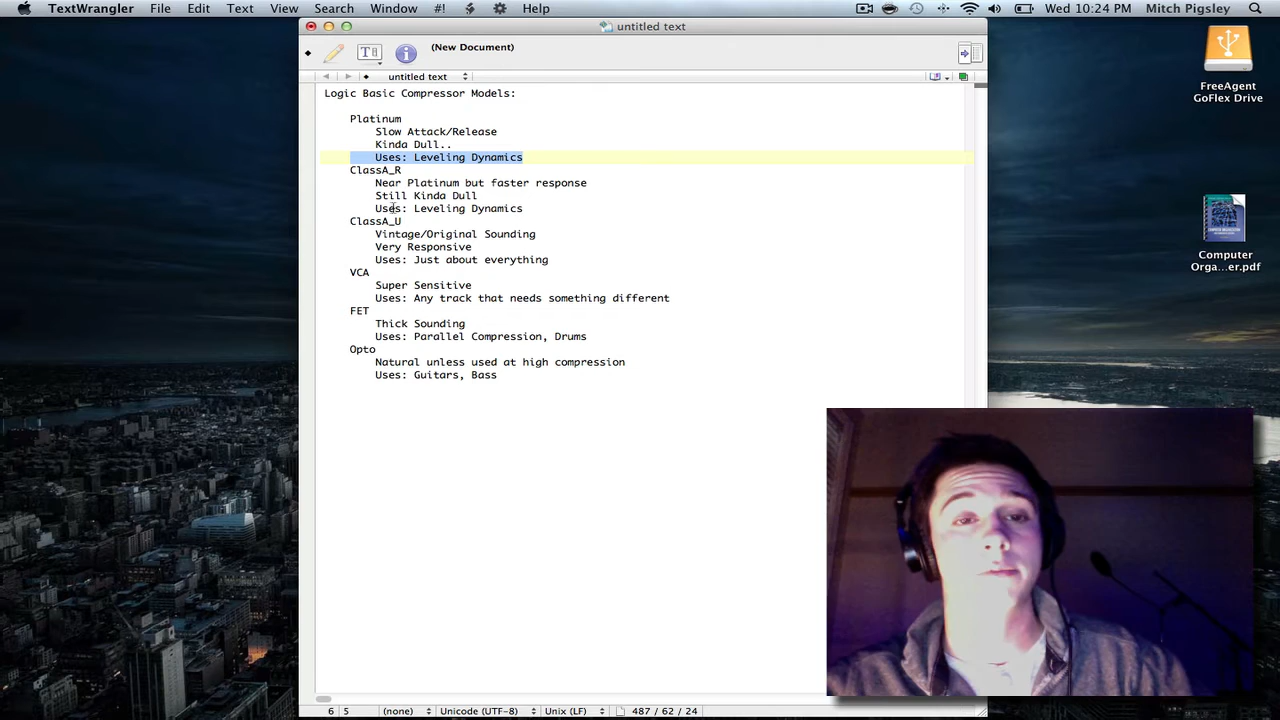 TextWrangler File Edit Text View Search Window #! Help Wed 10:24 PM Mitch Pigsley
untitled text
(New Document)
untitled text
Logic Basic Compressor Models:
Platinum
Slow Attack/Release
Kinda Dull..
Uses: Leveling Dynamics
ClassA_R
Near Platinum but faster response
Still Kinda Dull
Uses: Leveling Dynamics
ClassA_U
Vintage/Original Sounding
Very Responsive
Uses: Just about everything
VCA
Super Sensitive
Uses: Any track that needs something different
FET
Thick Sounding
Uses: Parallel Compression, Drums
Opto
Natural unless used at high compression
Uses: Guitars, Bass
6 5 (none) Unicode (UTF-8) Unix (LF) 487 / 62 / 24
FreeAgent
GoFlex Drive
Computer
Orga...er.pdf